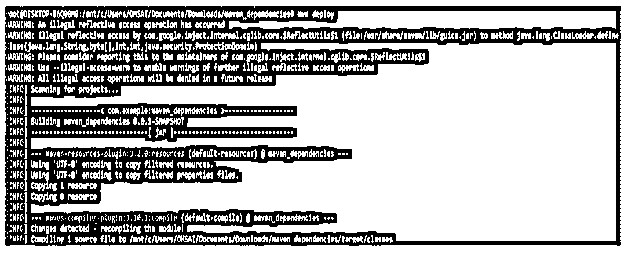 root@DESKTOP-: /mnt/c/Users/OMSAI/Documents/Downloads/maven_dependencies# mvn deploy
WARNING: An illegal reflective access operation has occurred
WARNING: Illegal reflective access by com.google.inject.internal.cglib.core.$ReflectUtils$1 (file:/usr/share/maven/lib/guice.jar) to method java.lang.ClassLoader.define
Class(java.lang.String,byte[],int,int,java.security.ProtectionDomain)
WARNING: Please consider reporting this to the maintainers of com.google.inject.internal.cglib.core.$ReflectUtils$1
WARNING: Use --illegal-access=warn to enable warnings of further illegal reflective access operations
WARNING: All illegal access operations will be denied in a future release
[INFO] Scanning for projects...
[INFO]
[INFO] -------------------< com.example:maven_dependencies >-------------------
[INFO] Building maven_dependencies 0.0.1-SNAPSHOT
[INFO] --------------------------------[ jar ]---------------------------------
[INFO]
[INFO] --- maven-resources-plugin:3.2.0:resources (default-resources) @ maven_dependencies ---
[INFO] Using 'UTF-8' encoding to copy filtered resources.
[INFO] Using 'UTF-8' encoding to copy filtered properties files.
[INFO] Copying 1 resource
[INFO] Copying 0 resource
[INFO]
[INFO] --- maven-compiler-plugin:3.10.1:compile (default-compile) @ maven_dependencies ---
[INFO] Changes detected - recompiling the module!
[INFO] Compiling 1 source file to /mnt/c/Users/OMSAI/Documents/Downloads/maven_dependencies/target/classes